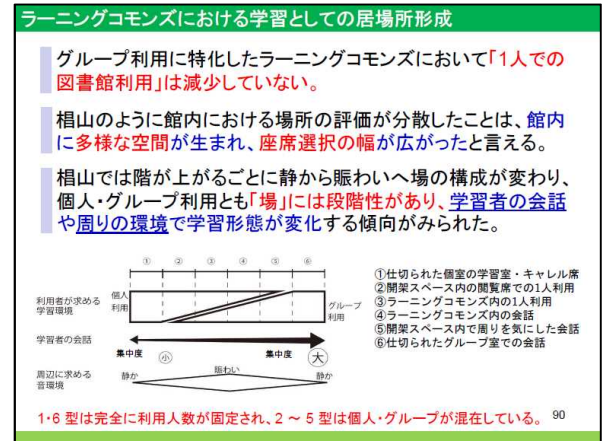 ラーニングコモンズにおける学習としての居場所形成
グループ利用に特化したラーニングコモンズにおいて「1人での
図書館利用」は減少していない。
椙山のように館内における場所の評価が分散したことは、館内
に多様な空間が生まれ、座席選択の幅が広がったと言える。
椙山では階が上がるごとに静から賑わいへ場の構成が変わり、
個人・グループ利用とも「場」には段階性があり、学習者の会話
や周りの環境で学習形態が変化する傾向がみられた。
① ② ③ ④ ⑤ ⑥
利用者が求める
学習環境
個人
利用
グループ
利用
学習者の会話
集中度 小 集中度 大
周辺に求める
音環境
静か 賑わい 静か
①仕切られた個室の学習室・キャレル席
②開架スペース内の閲覧席での1人利用
③ラーニングコモンズ内の1人利用
④ラーニングコモンズ内の会話
⑤開架スペース内で周りを気にした会話
⑥仕切られたグループ室での会話
1・6 型は完全に利用人数が固定され、2 ～ 5 型は個人・グループが混在している。 90